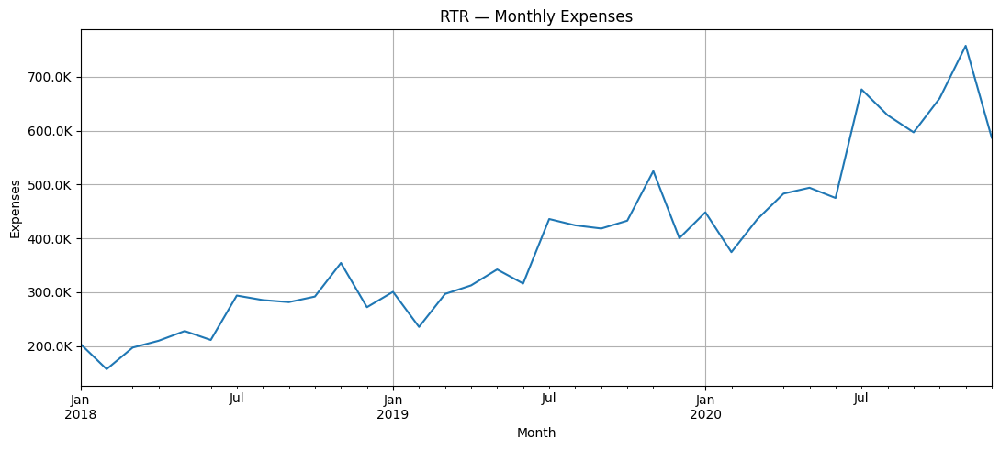 RTR — Monthly Expenses
700.0K
600.0K
500.0K
400.0K
300.0K
200.0K
Expenses
Jan
2018
Jul
Jan
2019
Jul
Jan
2020
Jul
Month